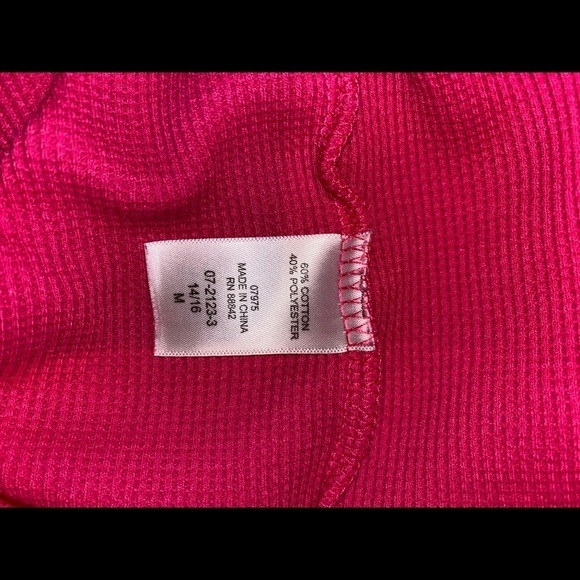 60% COTTON
40% POLYESTER
07975
MADE IN CHINA
RN 88842
07-2123-3
14/16
M